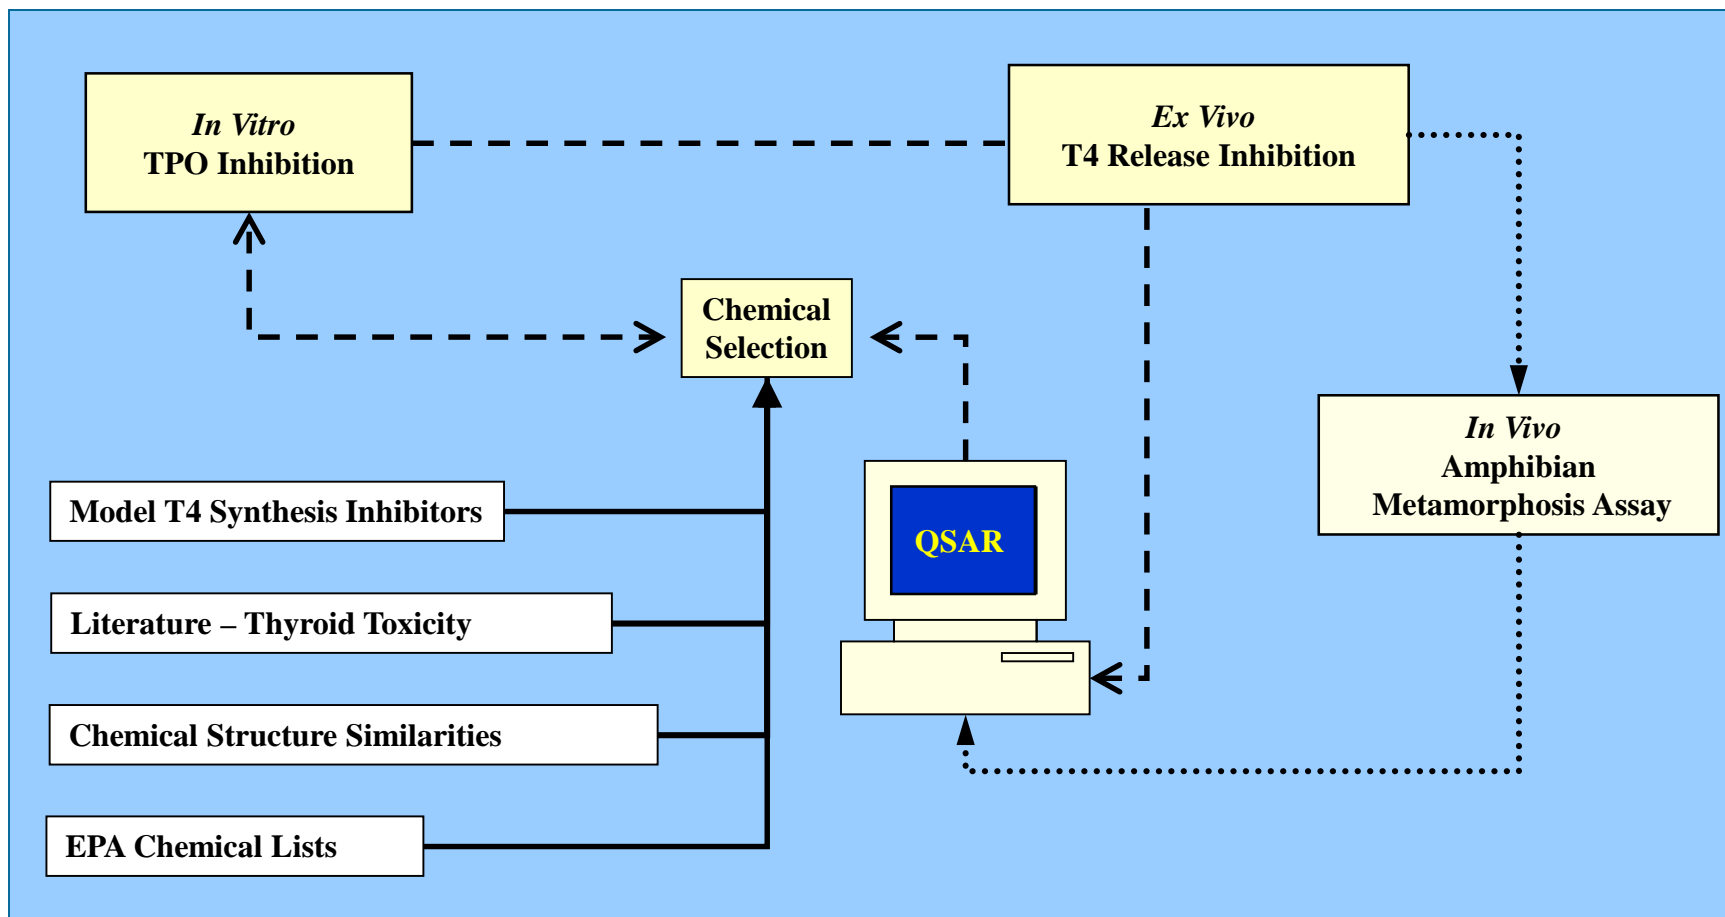 In Vitro
TPO Inhibition
Ex Vivo
T4 Release Inhibition
Chemical
Selection
In Vivo
Amphibian
Metamorphosis Assay
Model T4 Synthesis Inhibitors
QSAR
Literature – Thyroid Toxicity
Chemical Structure Similarities
EPA Chemical Lists